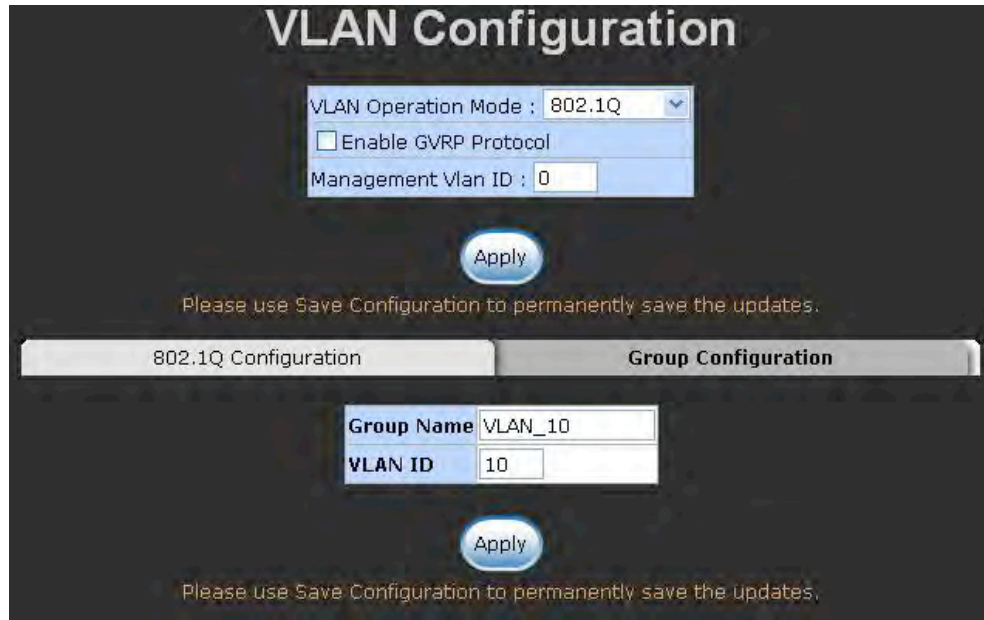 VLAN Configuration
VLAN Operation Mode : 802.1Q
Enable GVRP Protocol
Management Vlan ID : 0
Apply
Please use Save Configuration to permanently save the updates.
802.1Q Configuration
Group Configuration
Group Name VLAN_10
VLAN ID 10
Apply
Please use Save Configuration to permanently save the updates.